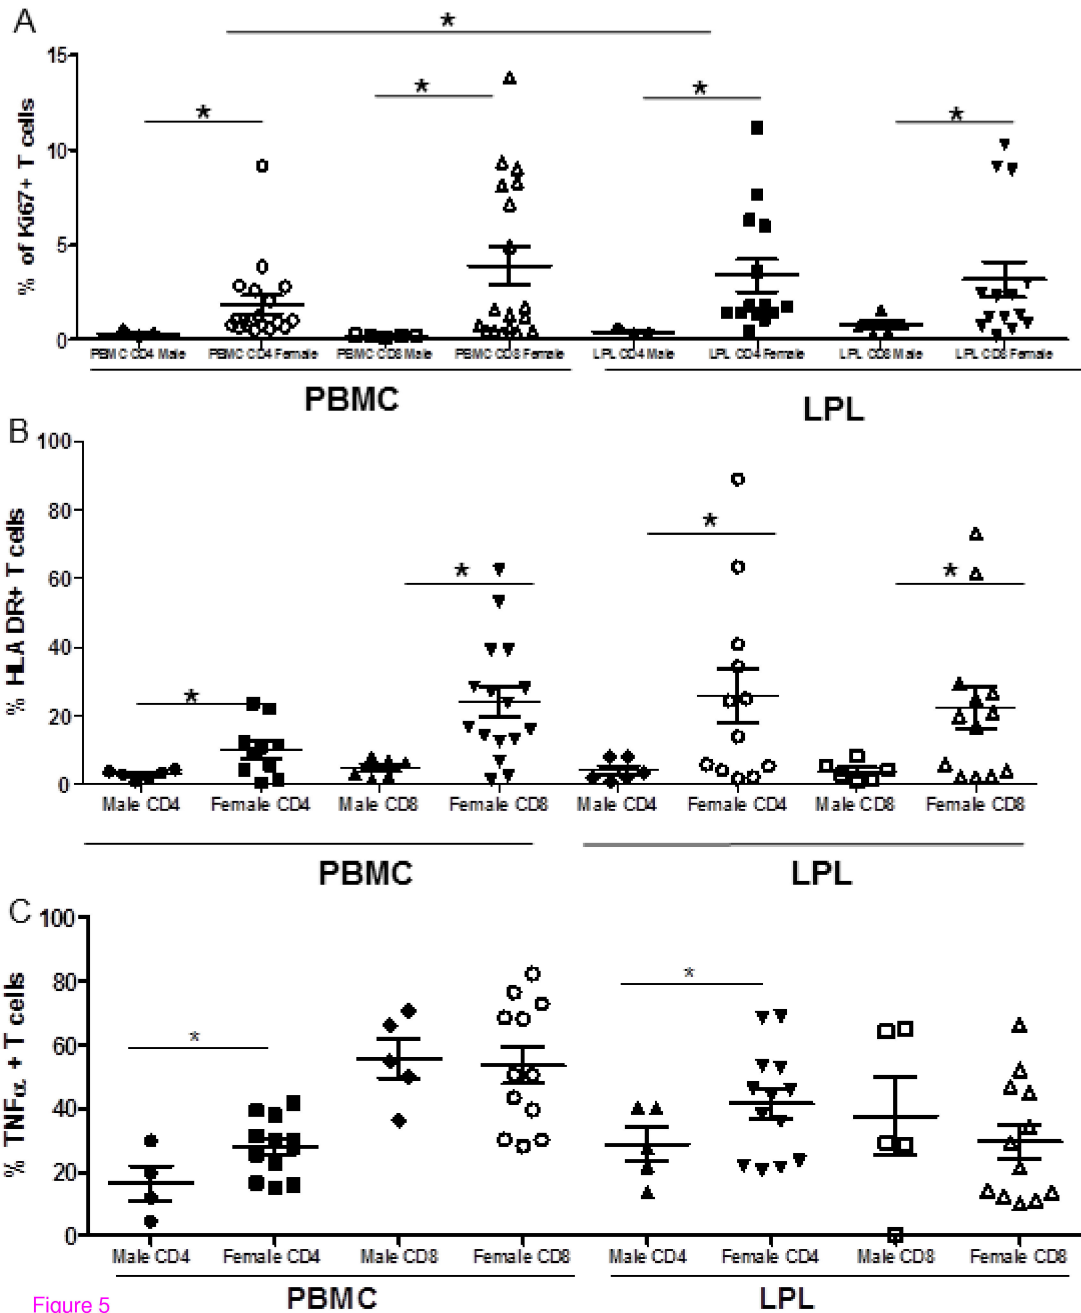 A
*
15
*
*
*
*
10
% of Ki67+ T cells
5
0
PBMC CD4 Male PBMC CD4 Female PBMC CD8 Male PBMC CD8 Female LPL CD4 Male LPL CD4 Female LPL CD8 Male LPL CD8 Female
PBMC LPL
B
100
80
*
60
* *
% HLA DR+ T cells
40
*
20
0
Male CD4 Female CD4 Male CD8 Female CD8 Male CD4 Female CD4 Male CD8 Female CD8
PBMC LPL
C
100
80
*
60
*
% TNFα + T cells
40
20
0
Male CD4 Female CD4 Male CD8 Female CD8 Male CD4 Female CD4 Male CD8 Female CD8
PBMC LPL
Figure 5